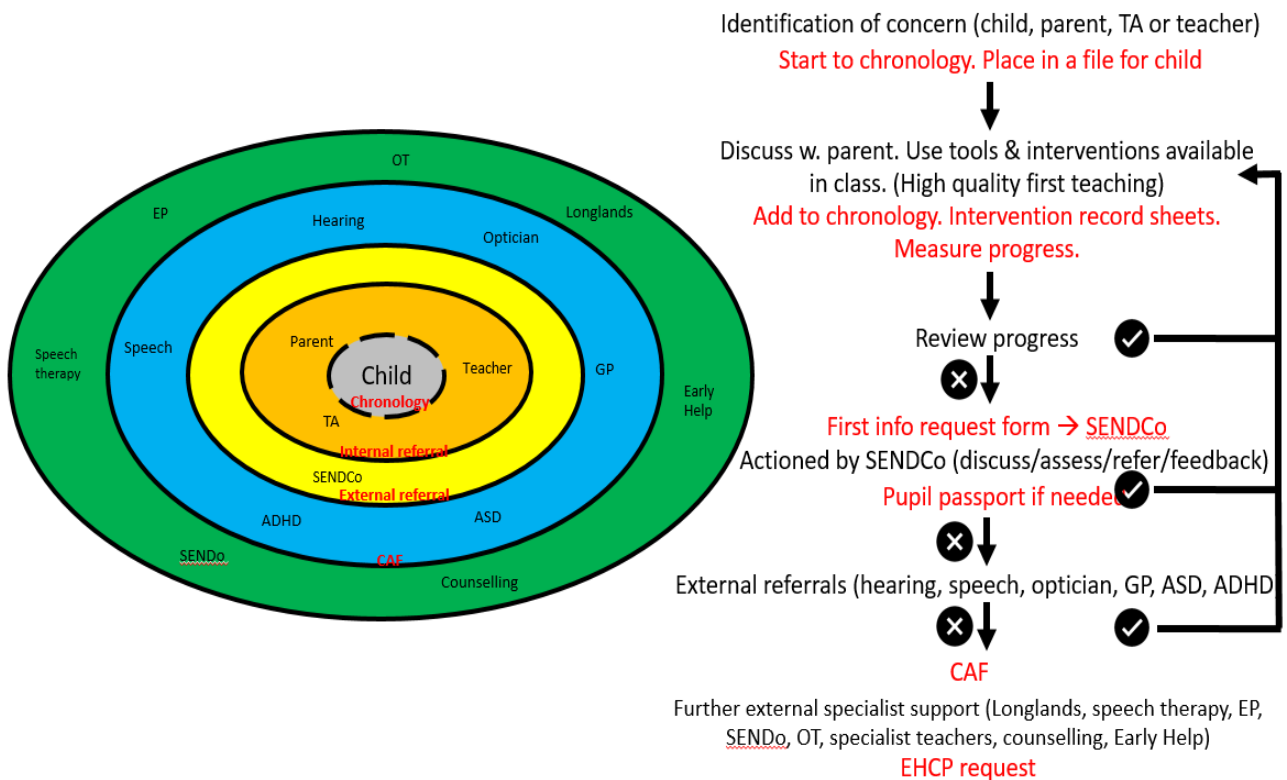 OT
EP
Longlands
Hearing
Optician
Parent
Speech
therapy
Speech
Child
Teacher
GP
Early
Help
Chronology
TA
Internal referral
SENDCo
External referral
ADHD
ASD
SENDo
CAF
Counselling
Identification of concern (child, parent, TA or teacher)
Start to chronology. Place in a file for child
Discuss w. parent. Use tools & interventions available
in class. (High quality first teaching)
Add to chronology. Intervention record sheets.
Measure progress.
Review progress
First info request form → SENDCo
Actioned by SENDCo (discuss/assess/refer/feedback)
Pupil passport if needed
External referrals (hearing, speech, optician, GP, ASD, ADHD
CAF
Further external specialist support (Longlands, speech therapy, EP,
SENDo, OT, specialist teachers, counselling, Early Help)
EHCP request